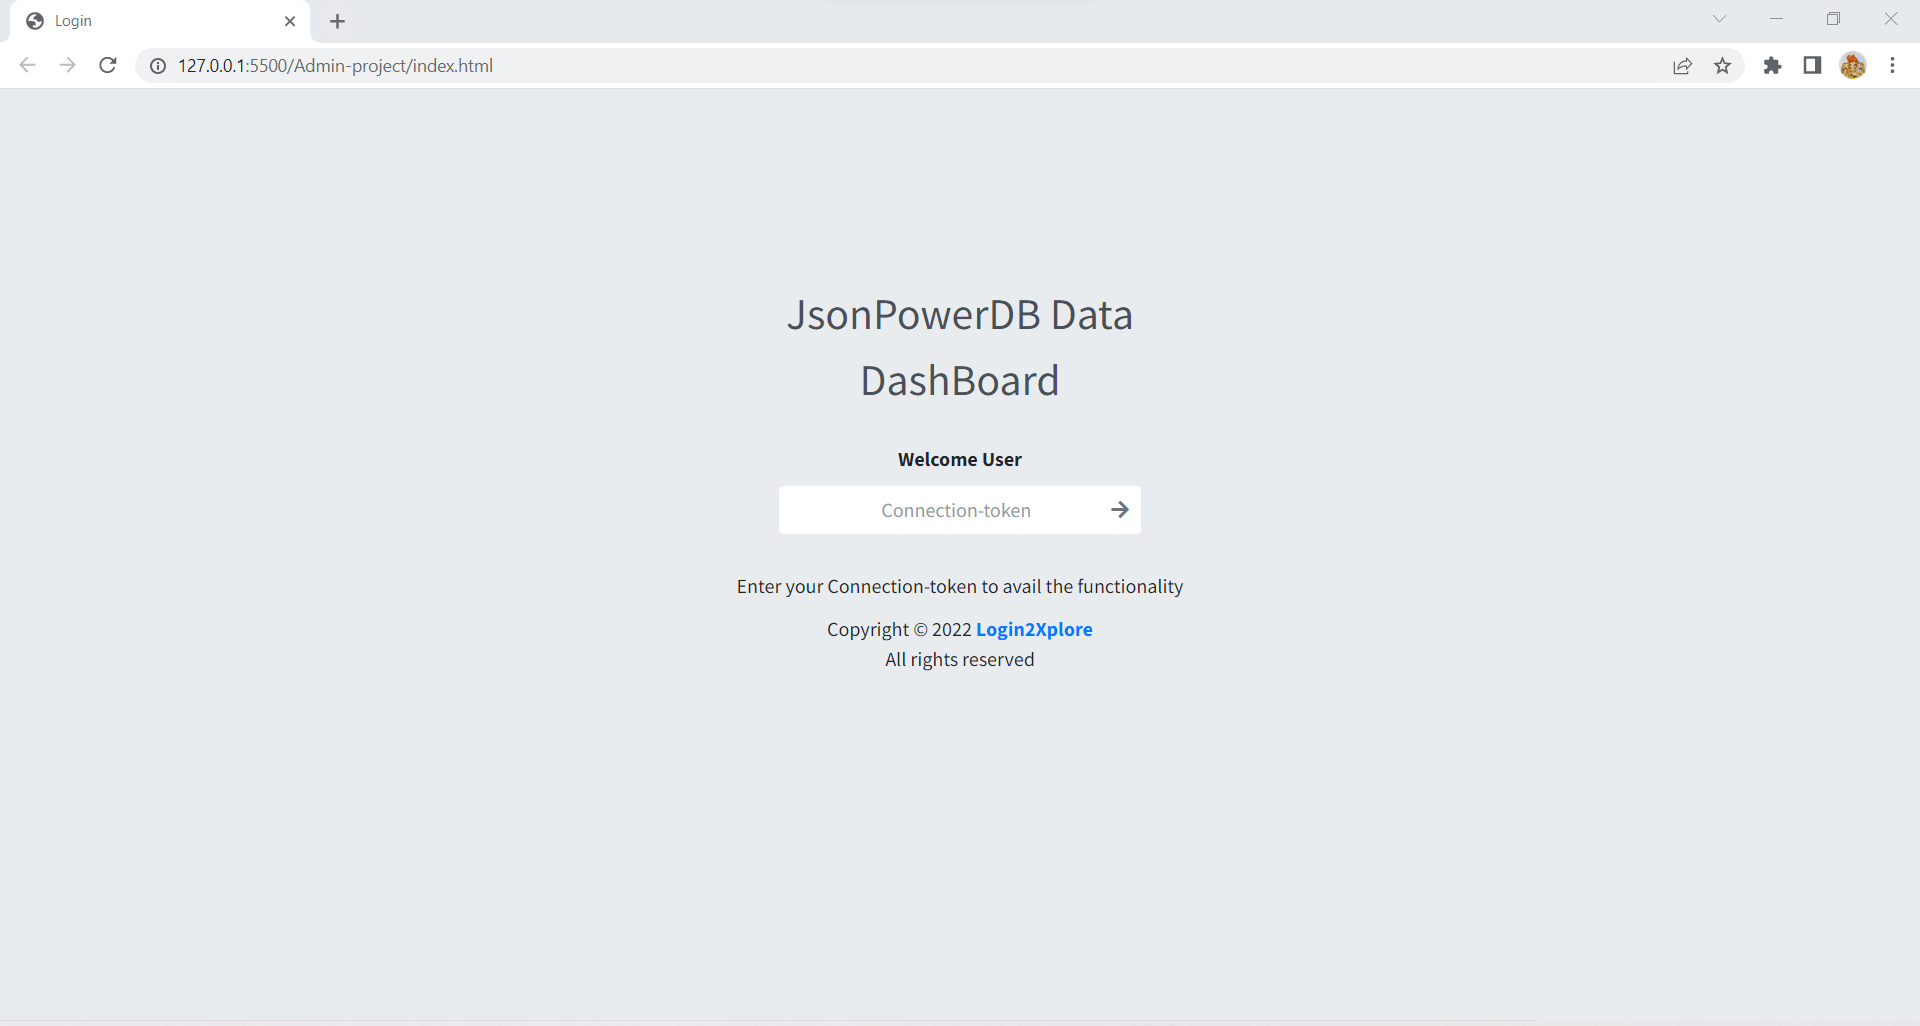 Login
127.0.0.1:5500/Admin-project/index.html
JsonPowerDB Data
DashBoard
Welcome User
Connection-token
Enter your Connection-token to avail the functionality
Copyright © 2022 Login2Xplore
All rights reserved